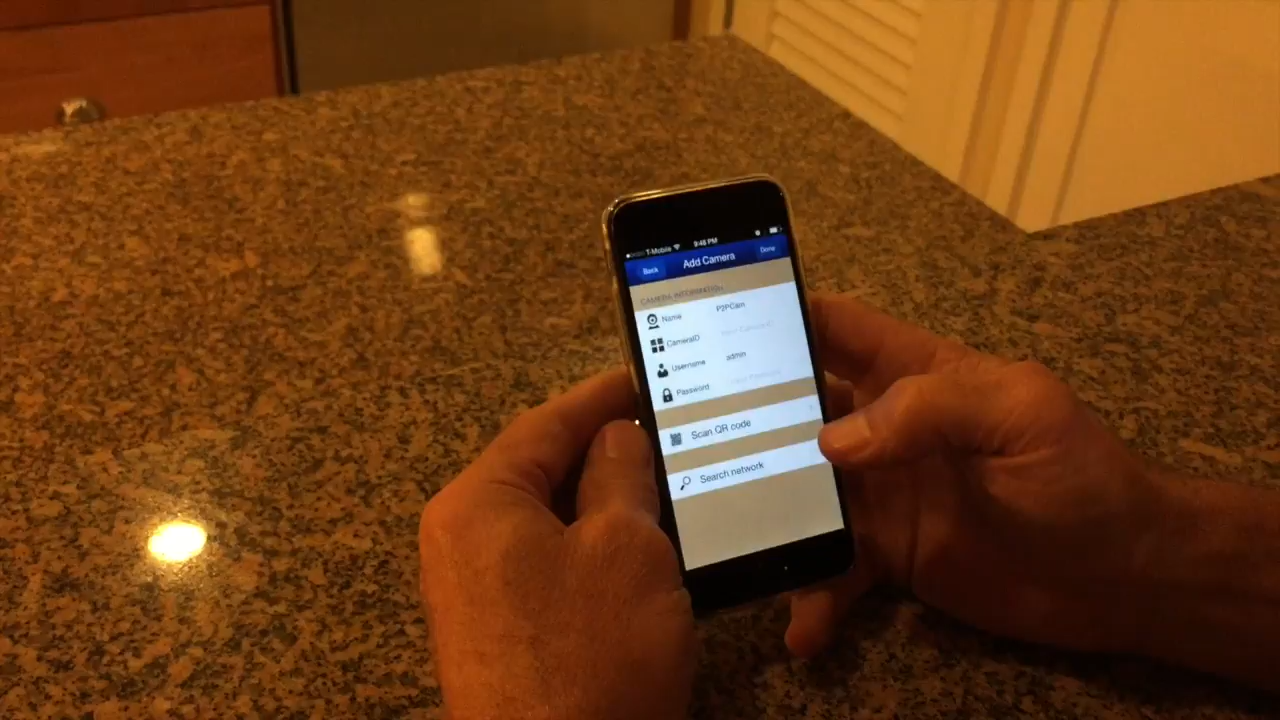 T-Mobile 9:48 PM
Back Add Camera Done
CAMERA INFORMATION
Name P2PCam
CameraID
Username admin
Password
Scan QR code
Search network